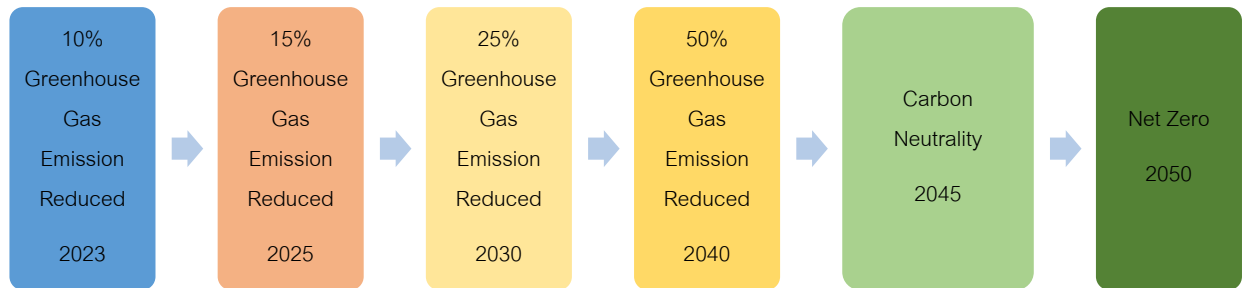 10%
Greenhouse
Gas
Emission
Reduced
2023
15%
Greenhouse
Gas
Emission
Reduced
2025
25%
Greenhouse
Gas
Emission
Reduced
2030
50%
Greenhouse
Gas
Emission
Reduced
2040
Carbon
Neutrality
2045
Net Zero
2050